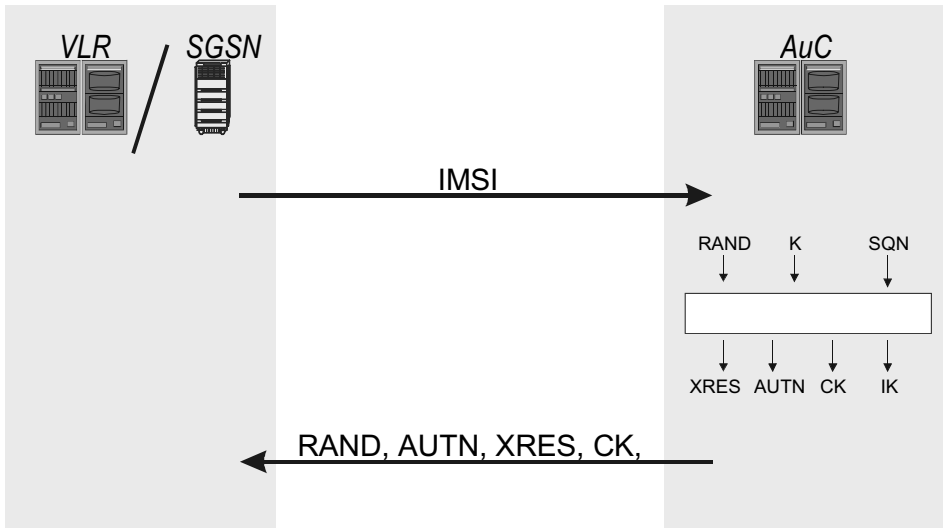 VLR / SGSN
AuC
IMSI
RAND K SQN
XRES AUTN CK IK
RAND, AUTN, XRES, CK,